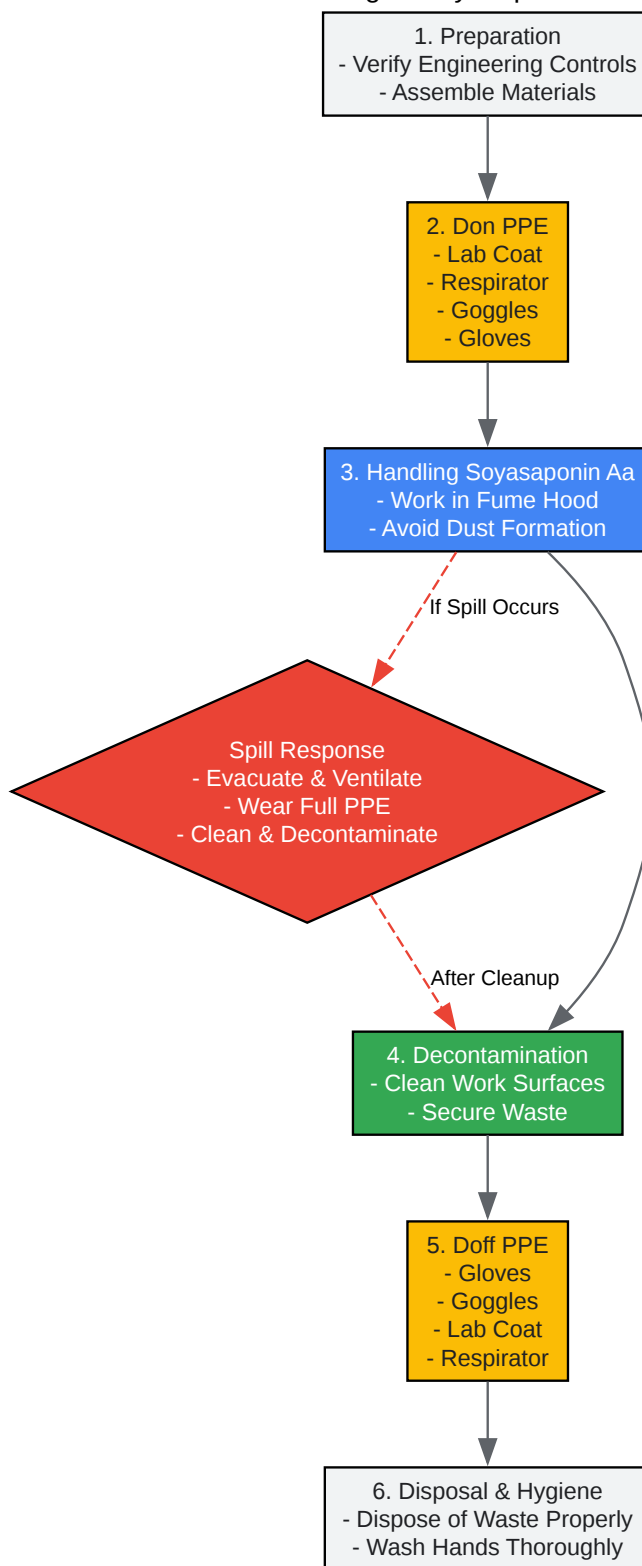 1. Preparation
- Verify Engineering Controls
- Assemble Materials
2. Don PPE
- Lab Coat
- Respirator
- Goggles
- Gloves
3. Handling Soyasaponin Aa
- Work in Fume Hood
- Avoid Dust Formation
If Spill Occurs
Spill Response
- Evacuate & Ventilate
- Wear Full PPE
- Clean & Decontaminate
After Cleanup
4. Decontamination
- Clean Work Surfaces
- Secure Waste
5. Doff PPE
- Gloves
- Goggles
- Lab Coat
- Respirator
6. Disposal & Hygiene
- Dispose of Waste Properly
- Wash Hands Thoroughly